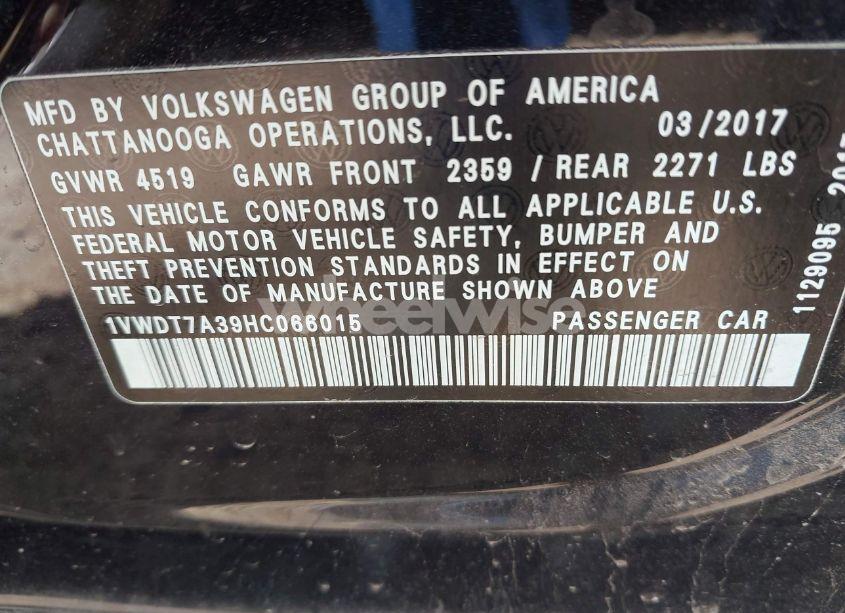 MFD BY VOLKSWAGEN GROUP OF AMERICA
CHATTANOOGA OPERATIONS, LLC. 03/2017
GVWR 4519 GAWR FRONT 2359 / REAR 2271 LBS
THIS VEHICLE CONFORMS TO ALL APPLICABLE U.S.
FEDERAL MOTOR VEHICLE SAFETY, BUMPER AND
THEFT PREVENTION STANDARDS IN EFFECT ON
THE DATE OF MANUFACTURE SHOWN ABOVE
1VWDT7A39HC066015 PASSENGER CAR
1129095 2017
wheelwise